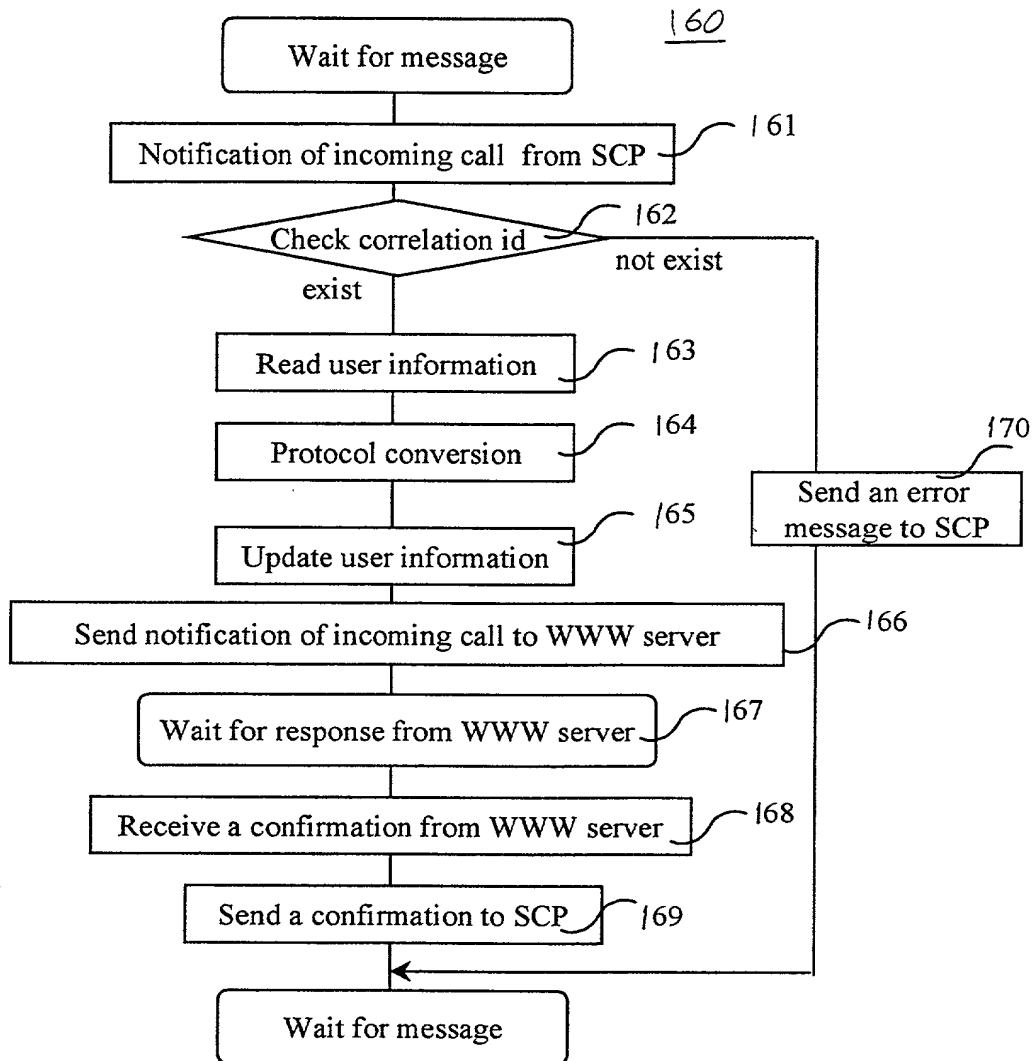 160
Wait for message
161
Notification of incoming call from SCP
162
Check correlation id
not exist
exist
163
Read user information
164
Protocol conversion
170
Send an error
message to SCP
165
Update user information
166
Send notification of incoming call to WWW server
167
Wait for response from WWW server
168
Receive a confirmation from WWW server
169
Send a confirmation to SCP
Wait for message